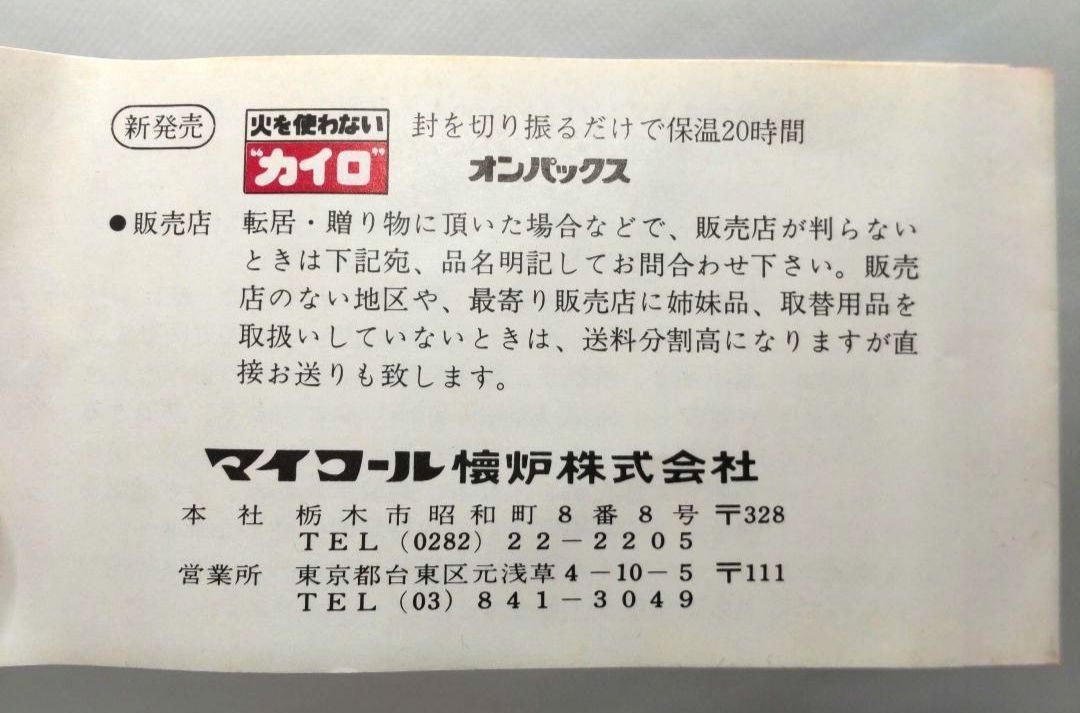 新発売 火を使わない 封を切り振るだけで保温20時間
“カイロ” オンパックス
●販売店 転居・贈り物に頂いた場合などで、販売店が判らない
ときは下記宛、品名明記してお問合わせ下さい。販売
店のない地区や、最寄り販売店に姉妹品、取替用品を
取扱いしていないときは、送料分割高になりますが直
接お送りも致します。
マイコール懐炉株式会社
本社 栃木市昭和町8番8号 〒328
TEL (0282) 22-2205
営業所 東京都台東区元浅草4-10-5 〒111
TEL (03) 841-3049